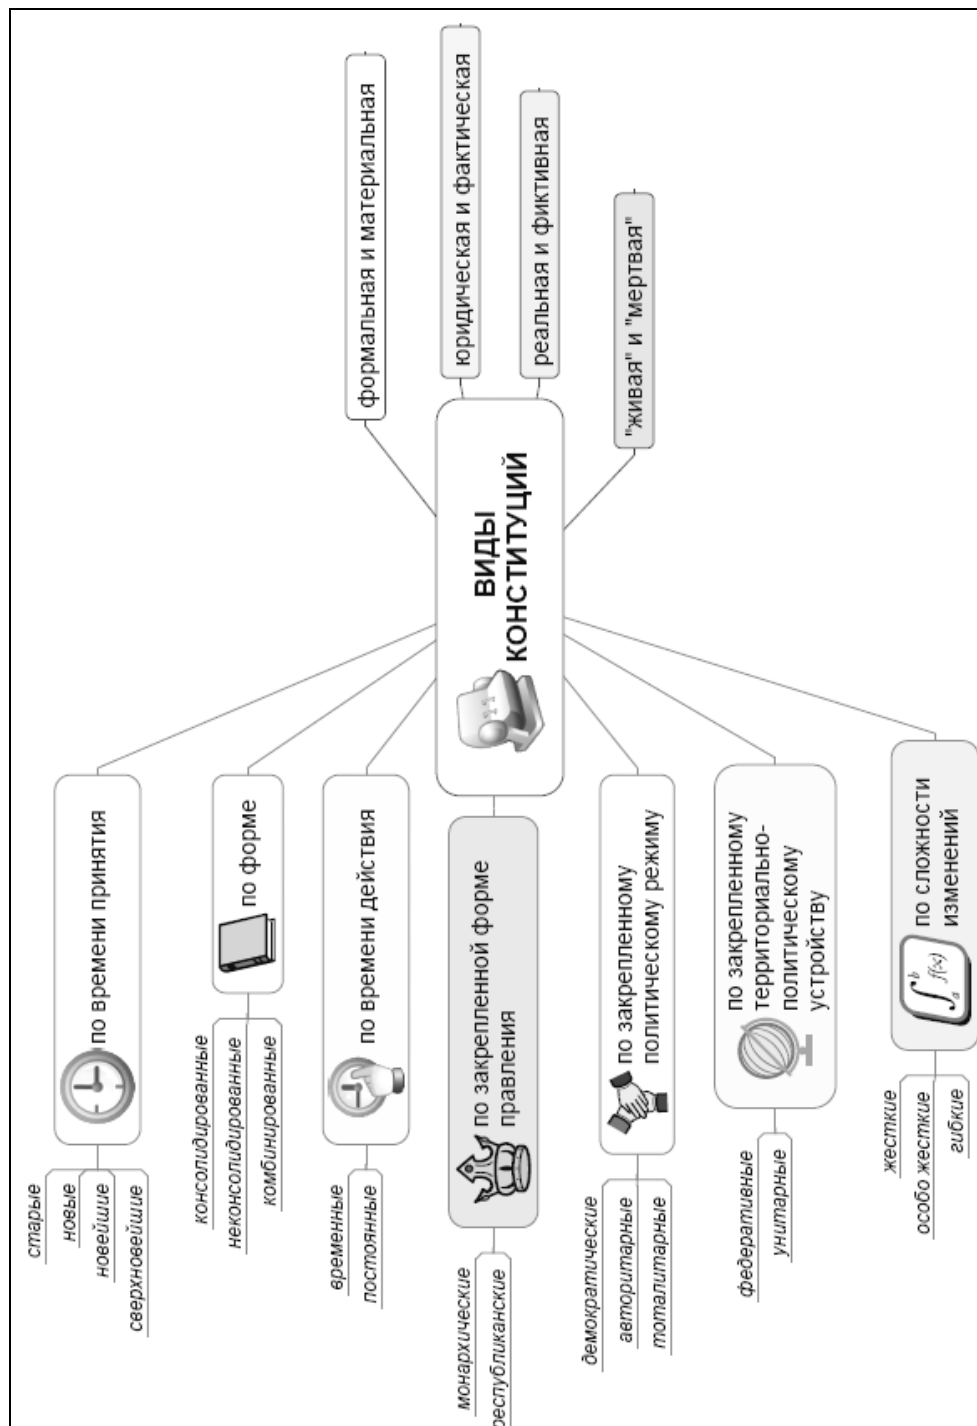 ВИДЫ
КОНСТИТУЦИЙ
формальная и материальная
юридическая и фактическая
реальная и фиктивная
"живая" и "мертвая"
по времени принятия
старые
новые
новейшие
сверхновейшие
по форме
консолидированные
неконсолидированные
комбинированные
по времени действия
временные
постоянные
по закрепленной форме
правления
монархические
республиканские
по закрепленному
политическому режиму
демократические
авторитарные
тоталитарные
по закрепленному
территориально-
политическому
устройству
федеративные
унитарные
по сложности
изменений
∫ₐᵇ f(x)
жесткие
особо жесткие
гибкие